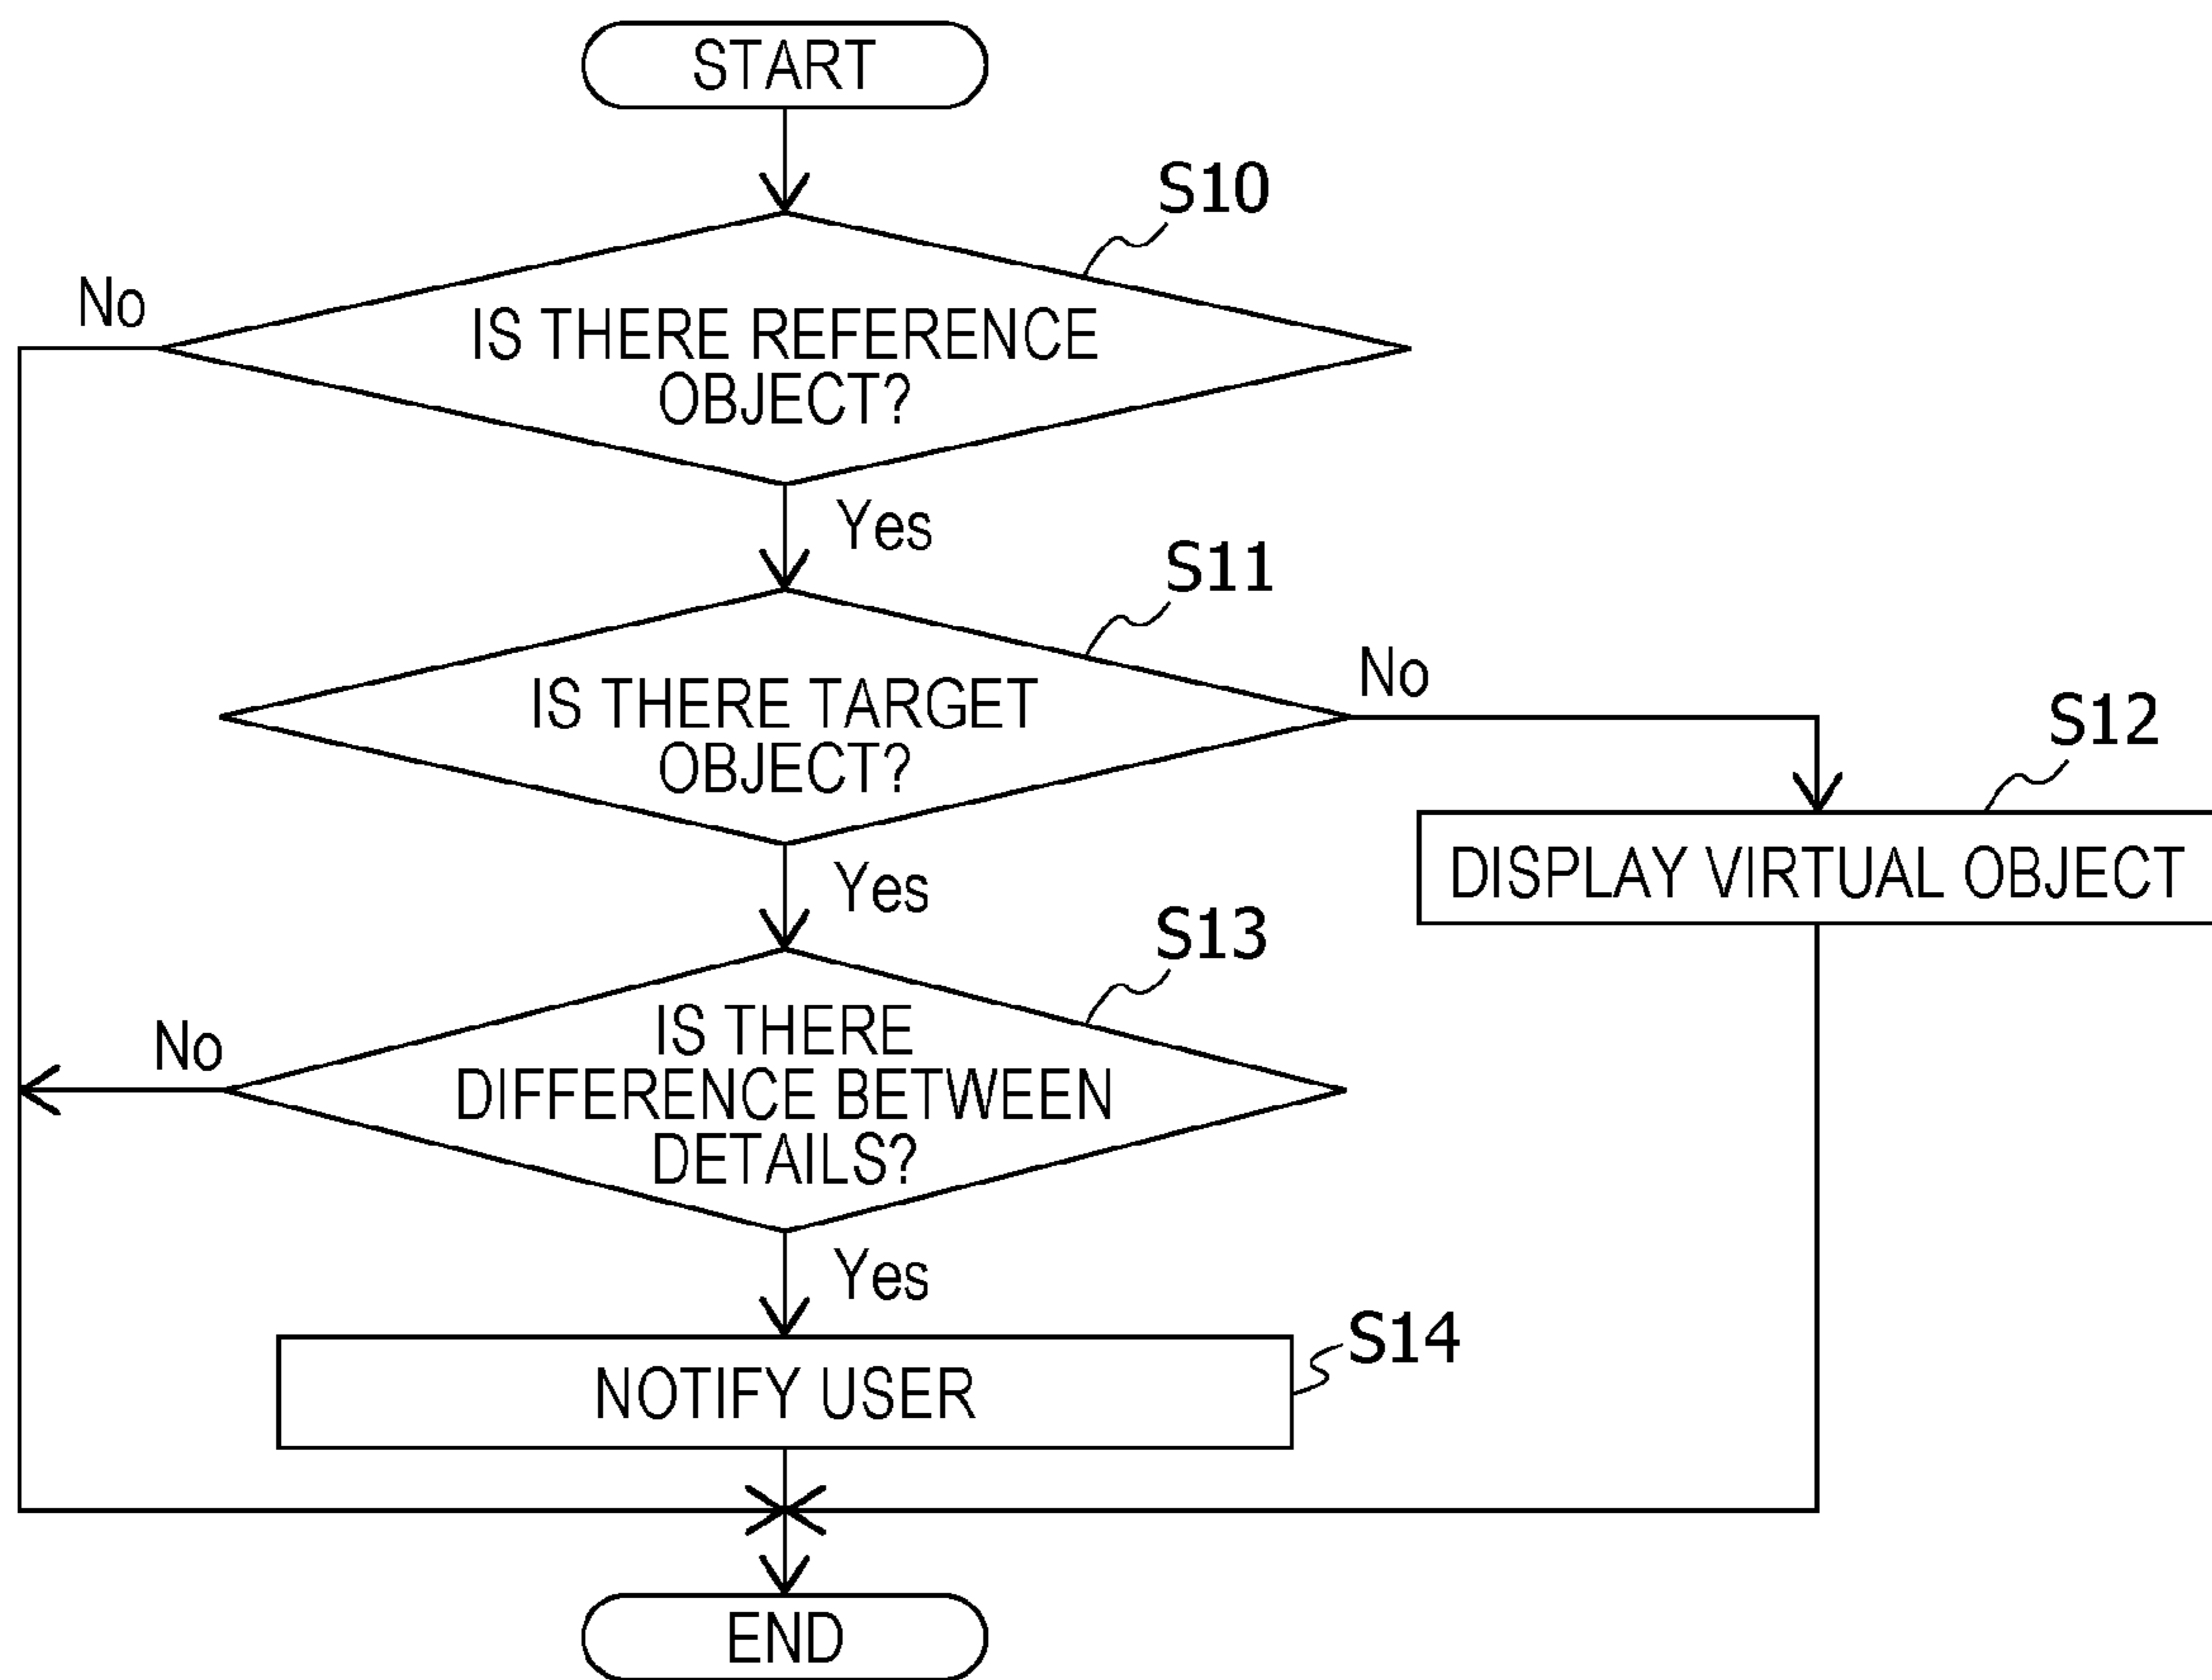 START
S10
No
IS THERE REFERENCE
OBJECT?
Yes
S11
No
IS THERE TARGET
OBJECT?
S12
DISPLAY VIRTUAL OBJECT
Yes
S13
No
IS THERE
DIFFERENCE BETWEEN
DETAILS?
Yes
S14
NOTIFY USER
END